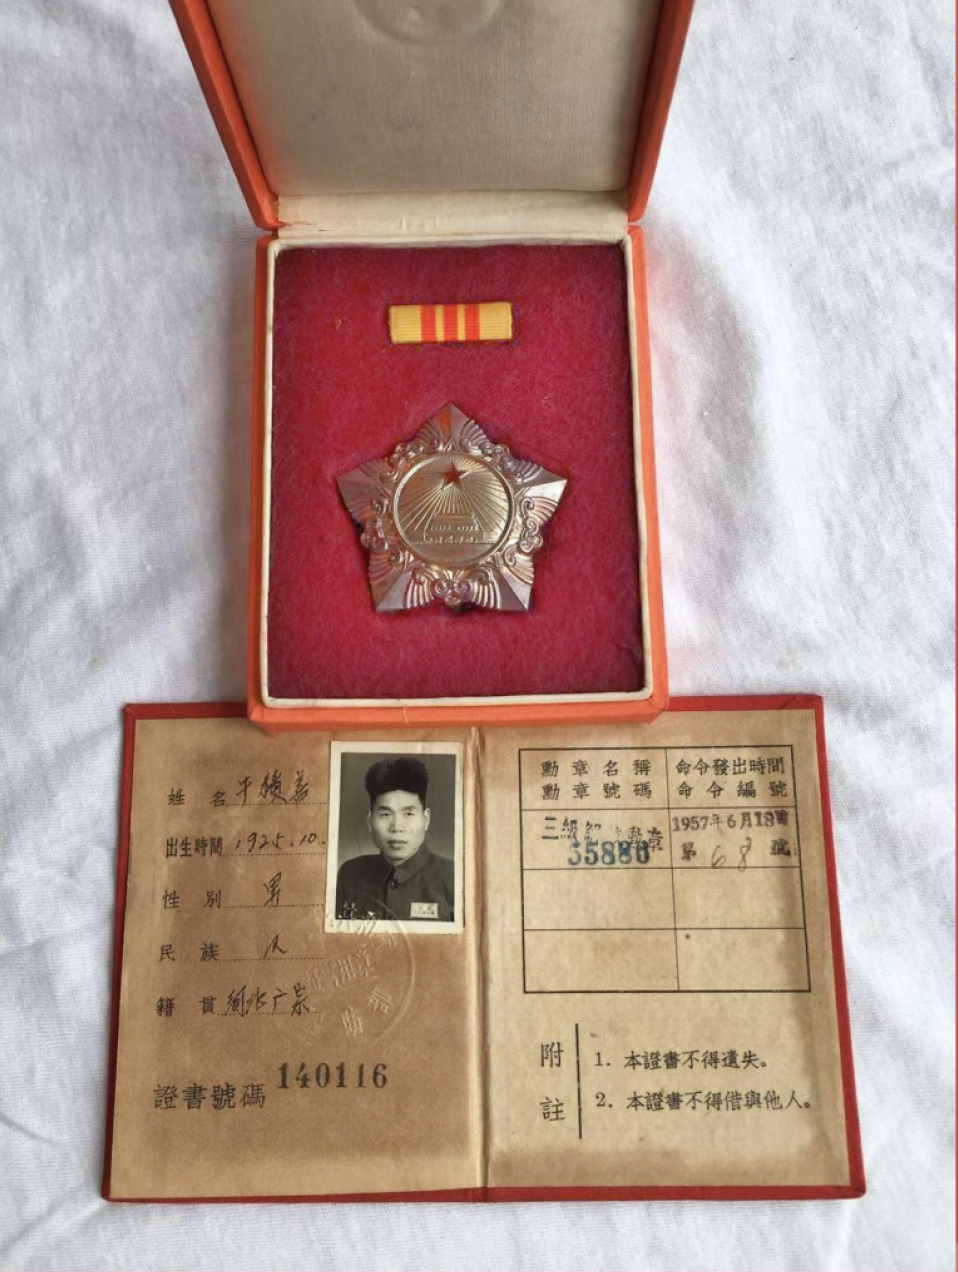 姓 名
出生時間 1925.10.
性 別 男
民 族 汉
籍 貫 河北广宗
證書號碼 140116
勳章名稱
勳章號碼
命令發出時間
命令編號
三級
35880
1957年6月18
第 68 號
附註
1. 本證書不得遺失。
2. 本證書不得借與他人。